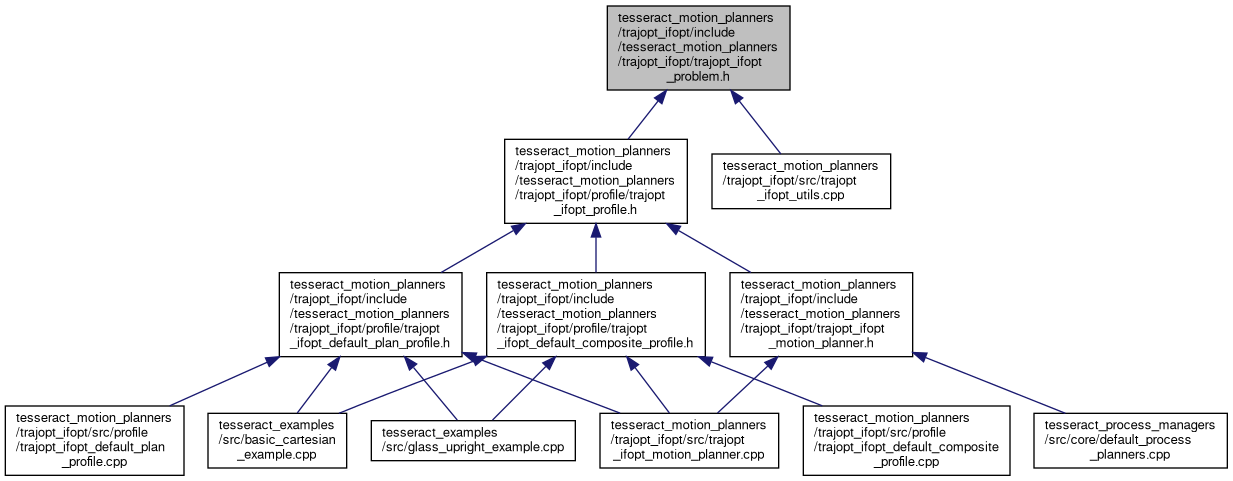 tesseract_motion_planners
/trajopt_ifopt/include
/tesseract_motion_planners
/trajopt_ifopt/trajopt_ifopt
_problem.h
tesseract_motion_planners
/trajopt_ifopt/include
/tesseract_motion_planners
/trajopt_ifopt/profile/trajopt
_ifopt_profile.h
tesseract_motion_planners
/trajopt_ifopt/src/trajopt
_ifopt_utils.cpp
tesseract_motion_planners
/trajopt_ifopt/include
/tesseract_motion_planners
/trajopt_ifopt/profile/trajopt
_ifopt_default_plan_profile.h
tesseract_motion_planners
/trajopt_ifopt/include
/tesseract_motion_planners
/trajopt_ifopt/profile/trajopt
_ifopt_default_composite_profile.h
tesseract_motion_planners
/trajopt_ifopt/include
/tesseract_motion_planners
/trajopt_ifopt/trajopt_ifopt
_motion_planner.h
tesseract_motion_planners
/trajopt_ifopt/src/profile
/trajopt_ifopt_default_plan
_profile.cpp
tesseract_examples
/src/basic_cartesian
_example.cpp
tesseract_examples
/src/glass_upright_example.cpp
tesseract_motion_planners
/trajopt_ifopt/src/trajopt
_ifopt_motion_planner.cpp
tesseract_motion_planners
/trajopt_ifopt/src/profile
/trajopt_ifopt_default_composite
_profile.cpp
tesseract_process_managers
/src/core/default_process
_planners.cpp